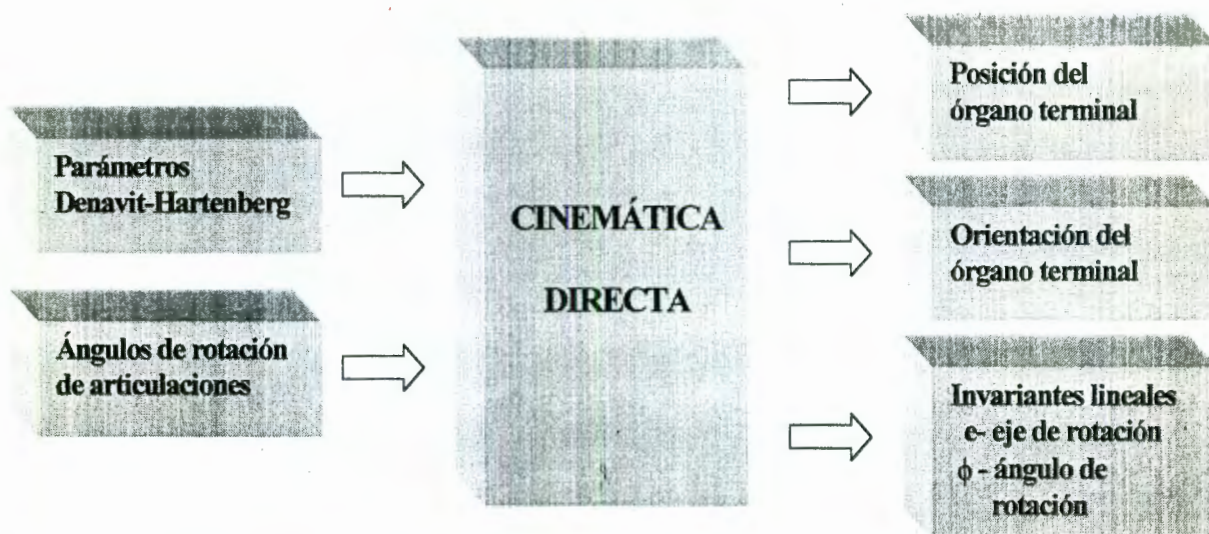 Parámetros
Denavit-Hartenberg
Ángulos de rotación
de articulaciones
CINEMÁTICA
DIRECTA
Posición del
órgano terminal
Orientación del
órgano terminal
Invariantes lineales
e- eje de rotación
ϕ - ángulo de
rotación